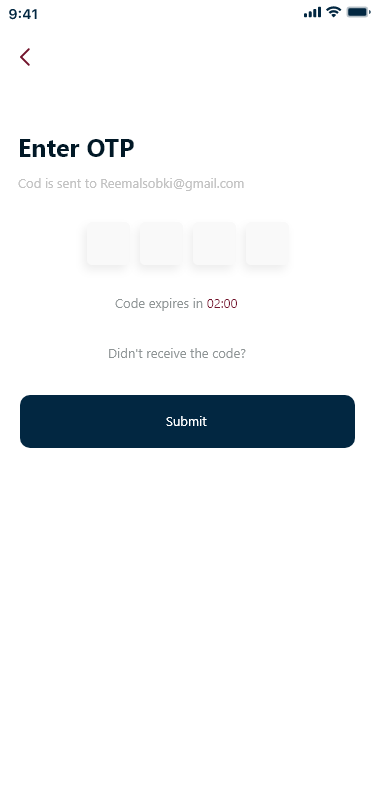 9:41
Enter OTP
Cod is sent to Reemalsobki@gmail.com
Code expires in 02:00
Didn't receive the code?
Submit